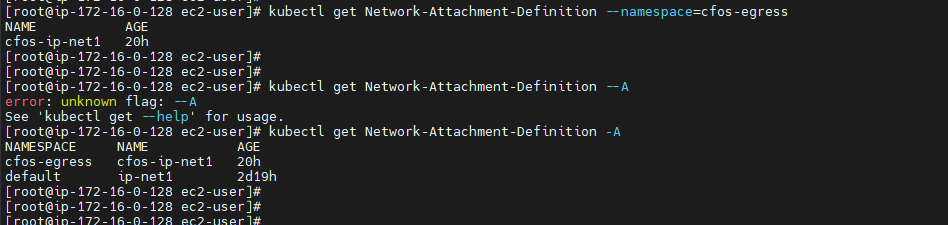 [root@ip-172-16-0-128 ec2-user]# kubectl get Network-Attachment-Definition --namespace=cfos-egress
NAME AGE
cfos-ip-net1 20h
[root@ip-172-16-0-128 ec2-user]#
[root@ip-172-16-0-128 ec2-user]#
[root@ip-172-16-0-128 ec2-user]# kubectl get Network-Attachment-Definition --A
error: unknown flag: --A
See 'kubectl get --help' for usage.
[root@ip-172-16-0-128 ec2-user]# kubectl get Network-Attachment-Definition -A
NAMESPACE NAME AGE
cfos-egress cfos-ip-net1 20h
default ip-net1 2d19h
[root@ip-172-16-0-128 ec2-user]#
[root@ip-172-16-0-128 ec2-user]#
[root@ip-172-16-0-128 ec2-user]#